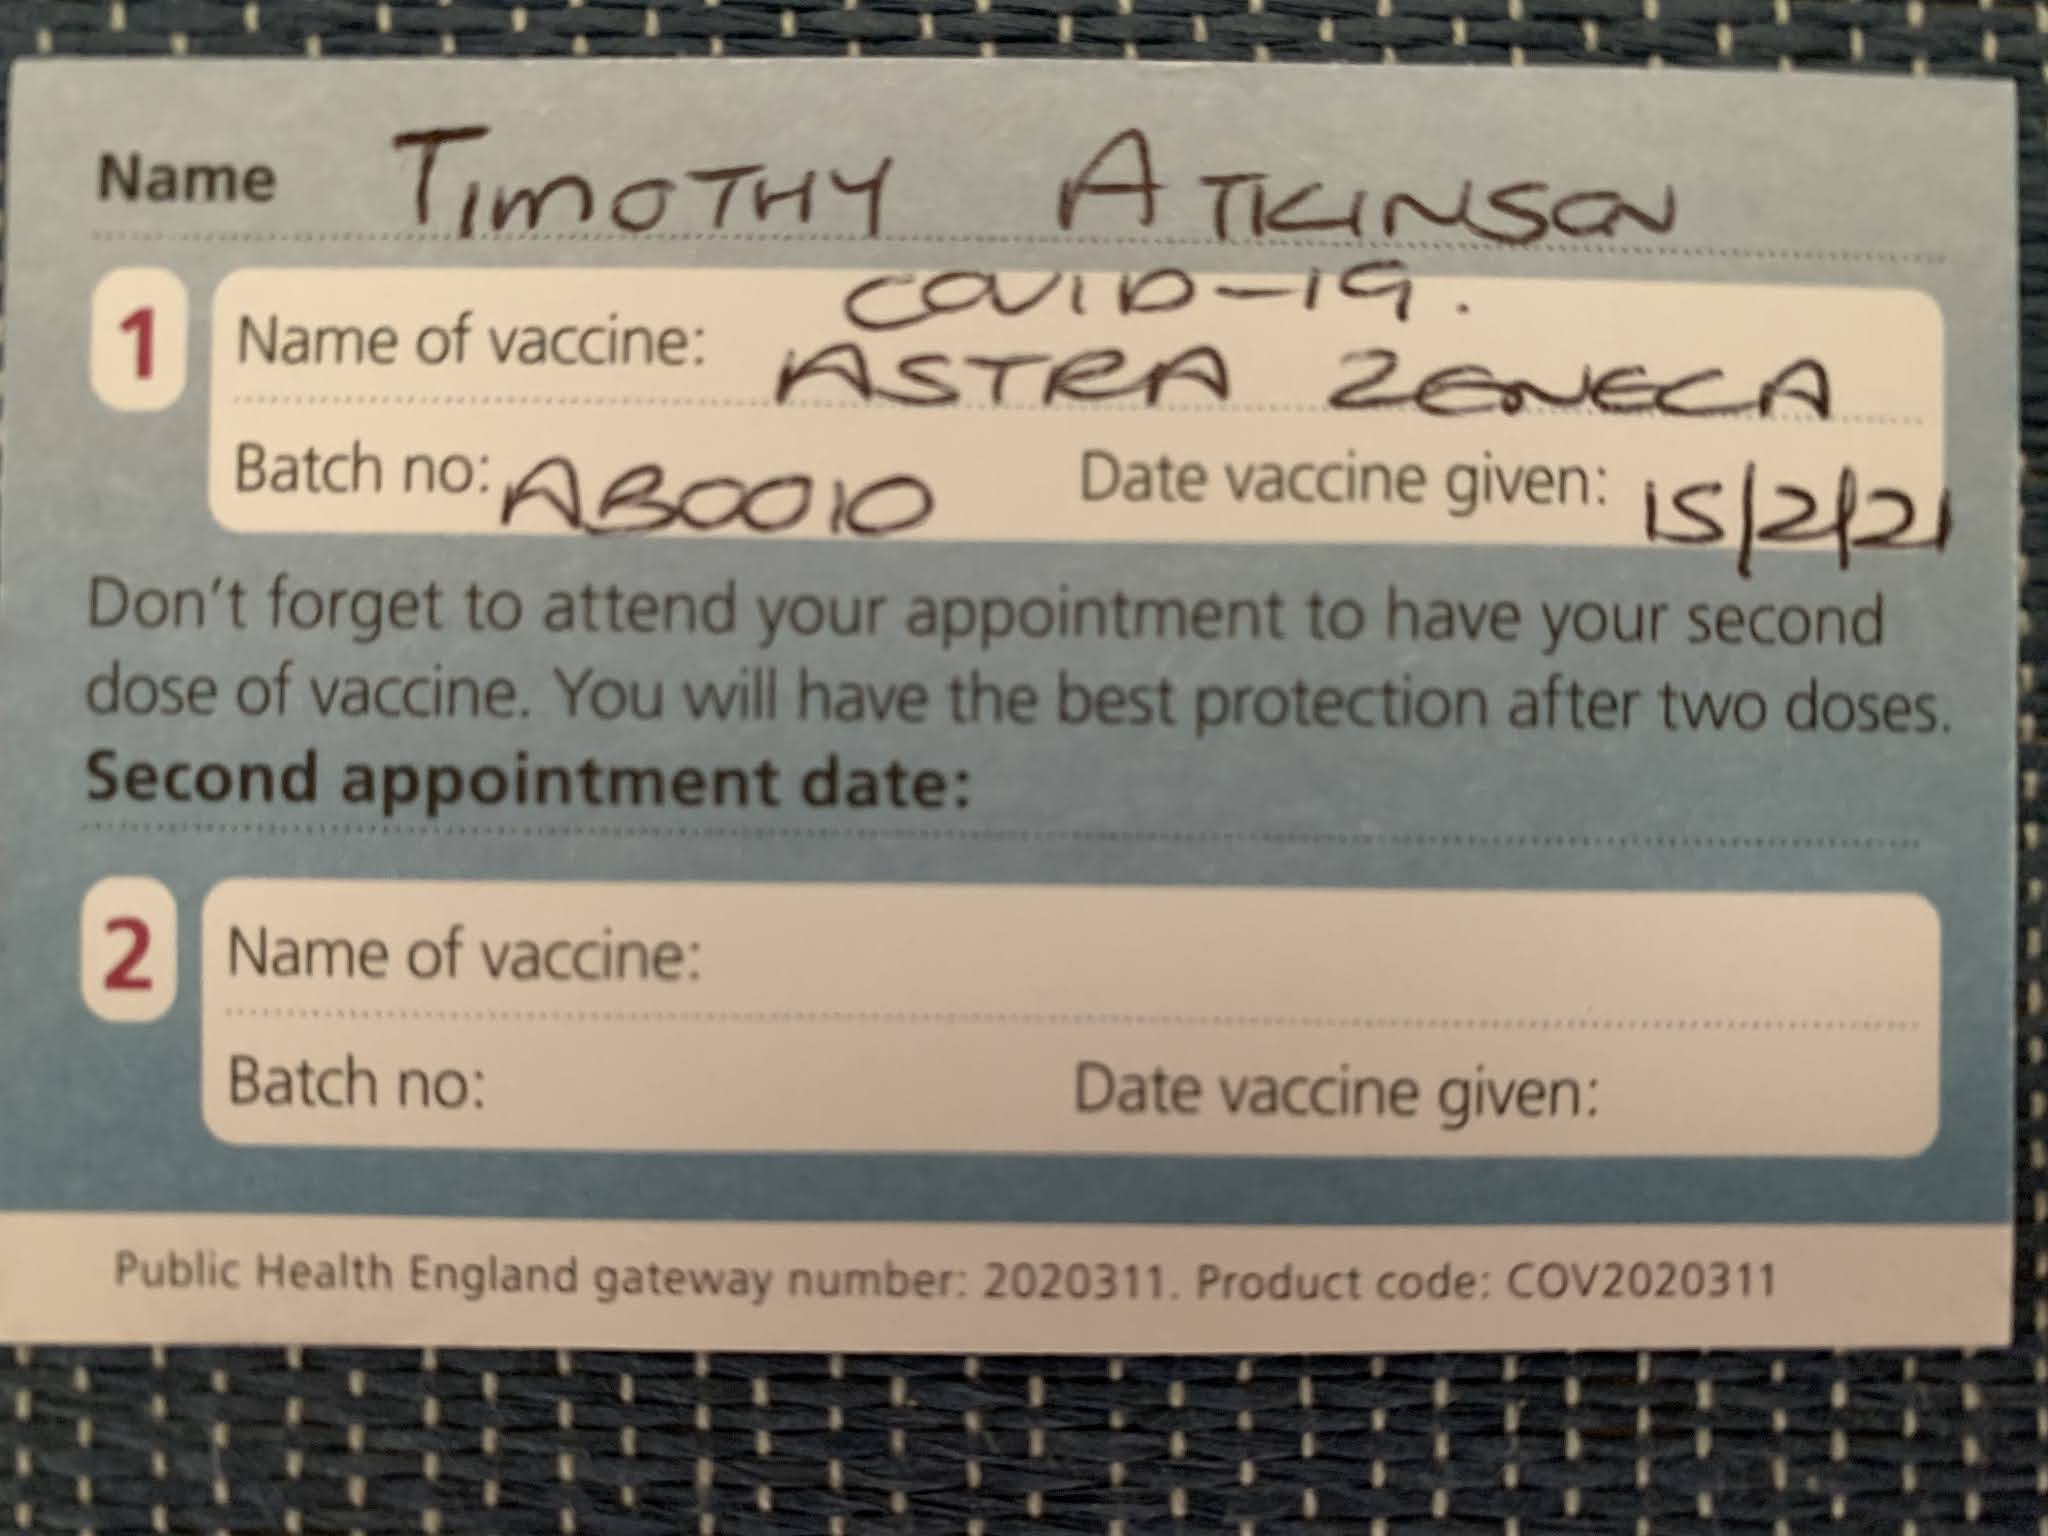 Name TIMOTHY ATKINSON
COVID-19.
1 Name of vaccine: ASTRA ZENECA
Batch no: AB0010 Date vaccine given: 15/2/21
Don't forget to attend your appointment to have your second
dose of vaccine. You will have the best protection after two doses.
Second appointment date:
2 Name of vaccine:
Batch no: Date vaccine given:
Public Health England gateway number: 2020311. Product code: COV2020311